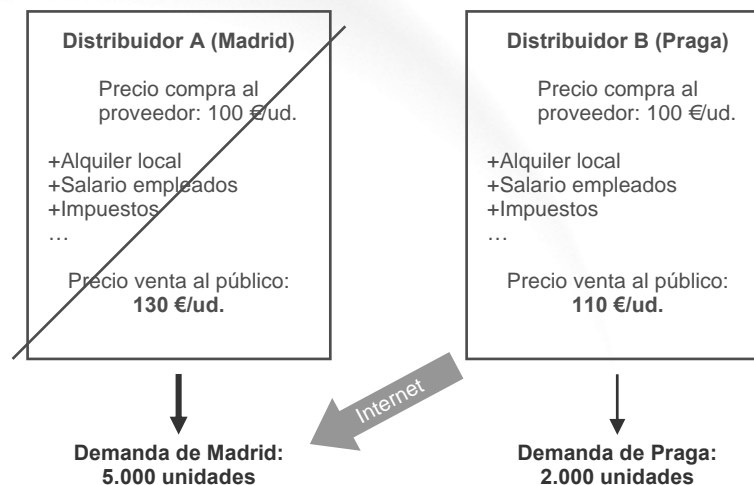 Distribuidor A (Madrid)
Precio compra al
proveedor: 100 €/ud.
+Alquiler local
+Salario empleados
+Impuestos
…
Precio venta al público:
130 €/ud.
Distribuidor B (Praga)
Precio compra al
proveedor: 100 €/ud.
+Alquiler local
+Salario empleados
+Impuestos
…
Precio venta al público:
110 €/ud.
Internet
Demanda de Madrid:
5.000 unidades
Demanda de Praga:
2.000 unidades